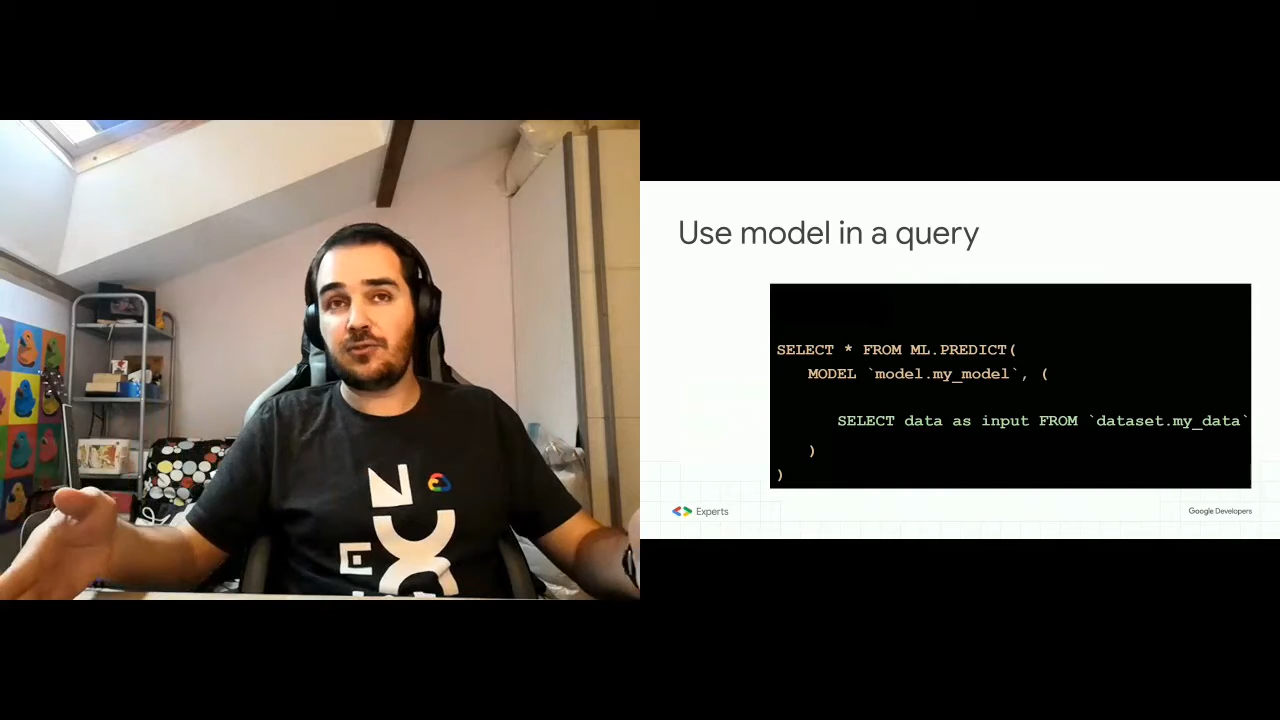 Use model in a query
SELECT * FROM ML.PREDICT(
MODEL `model.my_model`, (
SELECT data as input FROM `dataset.my_data`
)
)
Experts
Google Developers
N
E X